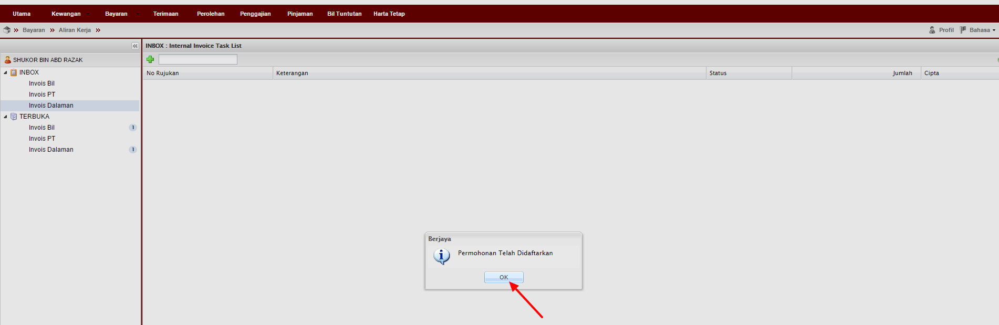 Utama Kewangan Bayaran Terimaan Perolehan Penggajian Pinjaman Bil Tuntutan Harta Tetap
Bayaran Aliran Kerja Profil Bahasa
INBOX : Internal Invoice Task List
SHUKOR BIN ABD RAZAK
No Rujukan Keterangan Status Jumlah Cipta
INBOX
Invois Bil
Invois PT
Invois Dalaman
TERBUKA
Invois Bil 1
Invois PT
Invois Dalaman 1
Berjaya
Permohonan Telah Didaftarkan
OK